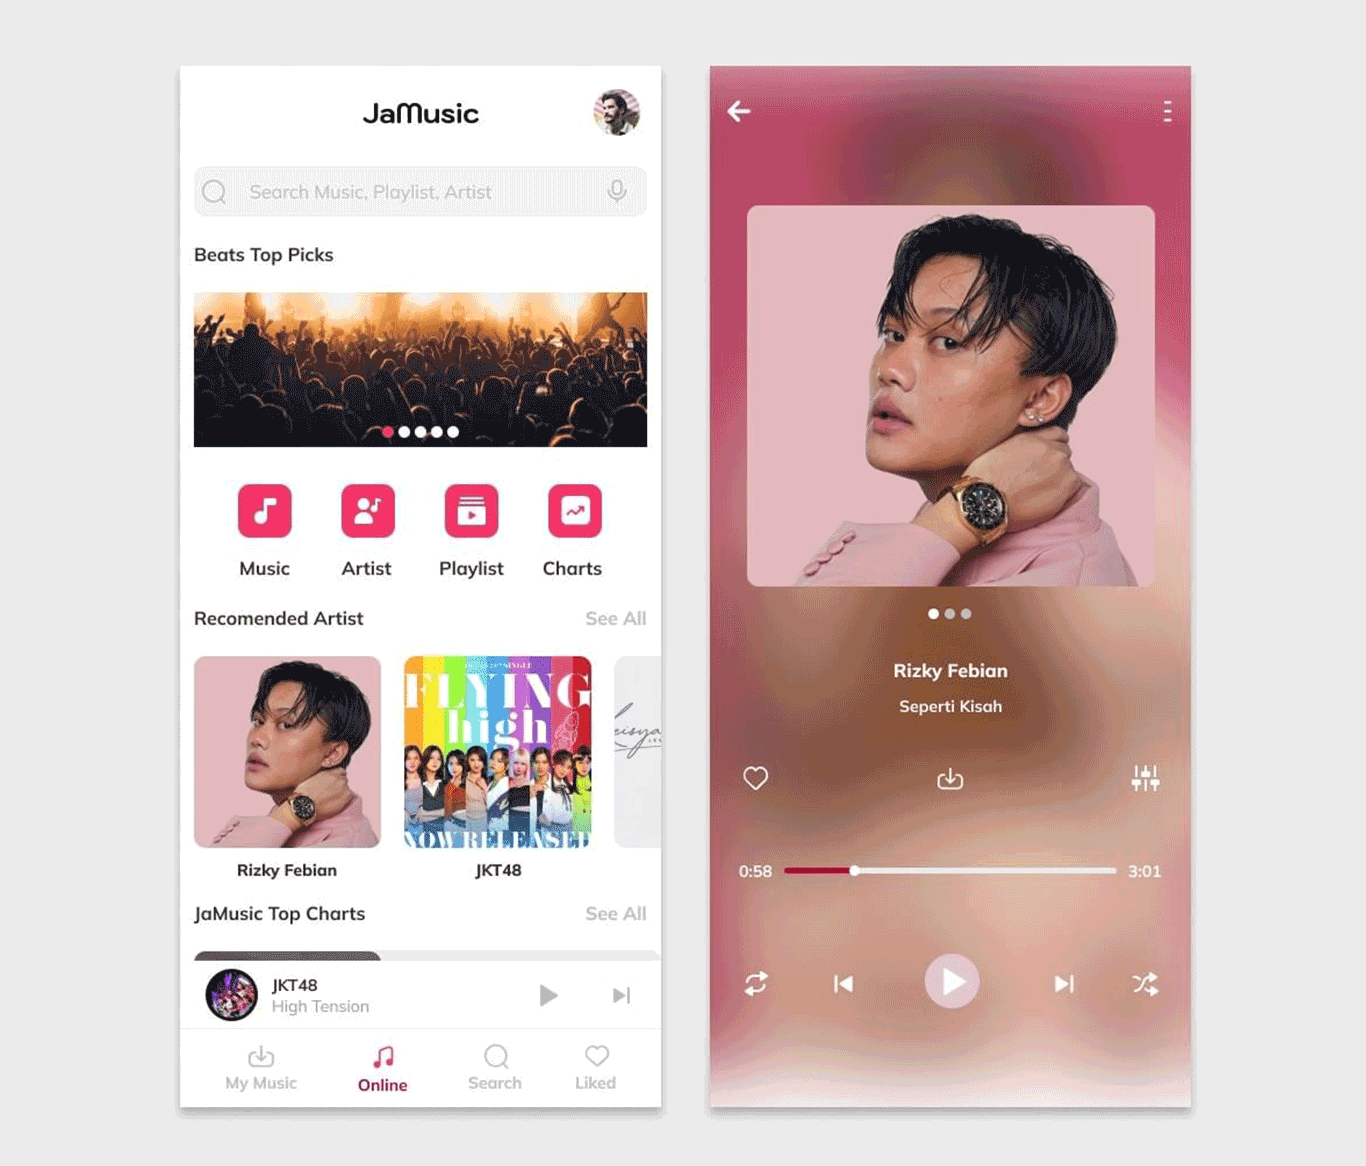 JaMusic
Search Music, Playlist, Artist
Beats Top Picks
Music Artist Playlist Charts
Recomended Artist See All
FLYING
high
NOW RELEASED
Rizky Febian JKT48
JaMusic Top Charts See All
JKT48
High Tension
My Music Online Search Liked
Rizky Febian
Seperti Kisah
0:58 3:01